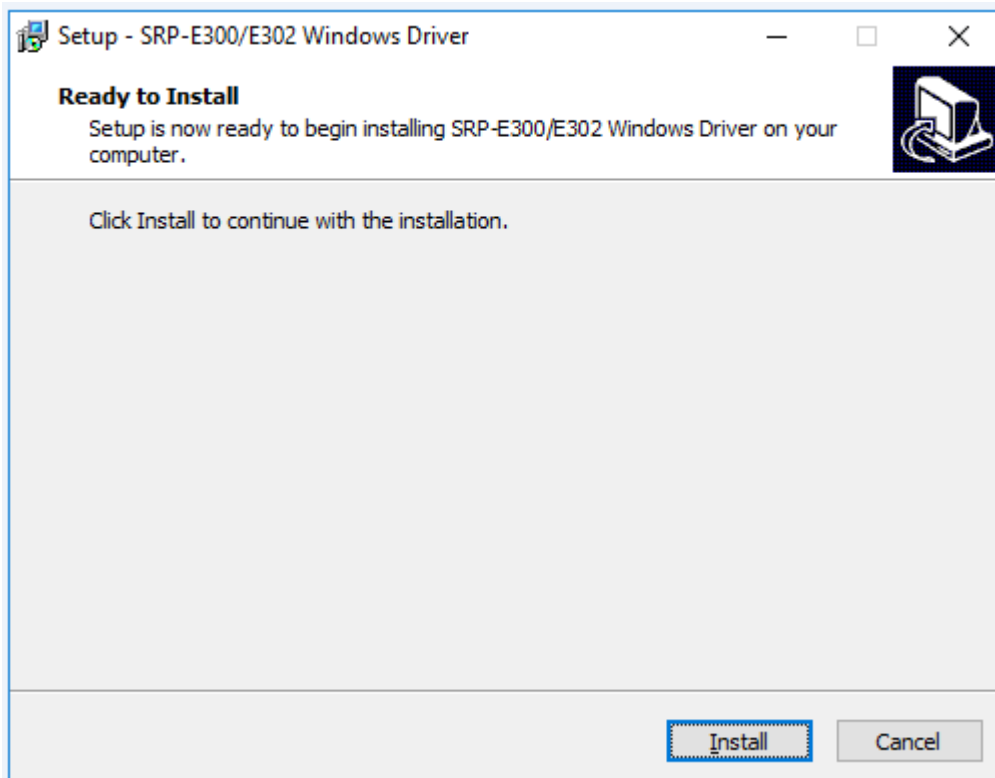 Setup - SRP-E300/E302 Windows Driver
Ready to Install
Setup is now ready to begin installing SRP-E300/E302 Windows Driver on your
computer.
Click Install to continue with the installation.
Install
Cancel